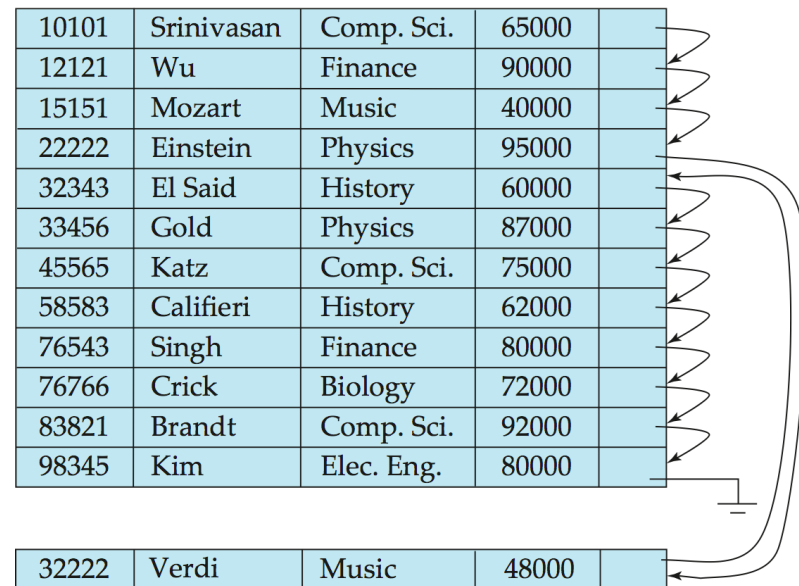 10101 Srinivasan Comp. Sci. 65000
12121 Wu Finance 90000
15151 Mozart Music 40000
22222 Einstein Physics 95000
32343 El Said History 60000
33456 Gold Physics 87000
45565 Katz Comp. Sci. 75000
58583 Califieri History 62000
76543 Singh Finance 80000
76766 Crick Biology 72000
83821 Brandt Comp. Sci. 92000
98345 Kim Elec. Eng. 80000
32222 Verdi Music 48000